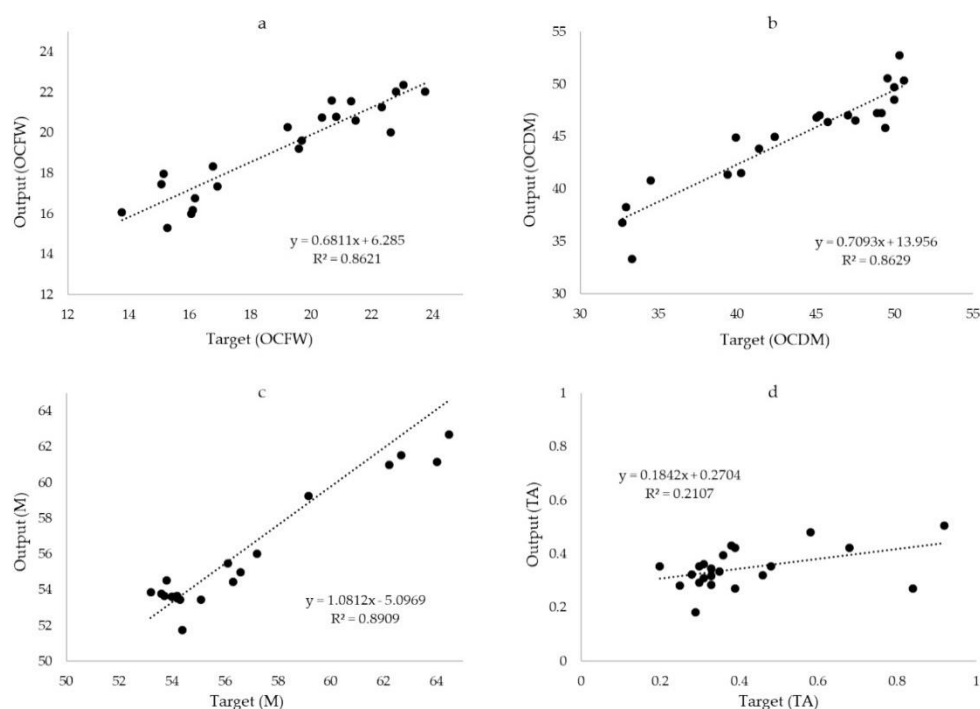 a
Output (OCFW)
24
22
20
18
16
14
12
y = 0.6811x + 6.285
R² = 0.8621
12 14 16 18 20 22 24
Target (OCFW)
b
Output (OCDM)
55
50
45
40
35
30
y = 0.7093x + 13.956
R² = 0.8629
30 35 40 45 50 55
Target (OCDM)
c
Output (M)
64
62
60
58
56
54
52
50
y = 1.0812x - 5.0969
R² = 0.8909
50 52 54 56 58 60 62 64
Target (M)
d
Output (TA)
1
0.8
0.6
0.4
0.2
0
y = 0.1842x + 0.2704
R² = 0.2107
0 0.2 0.4 0.6 0.8 1
Target (TA)